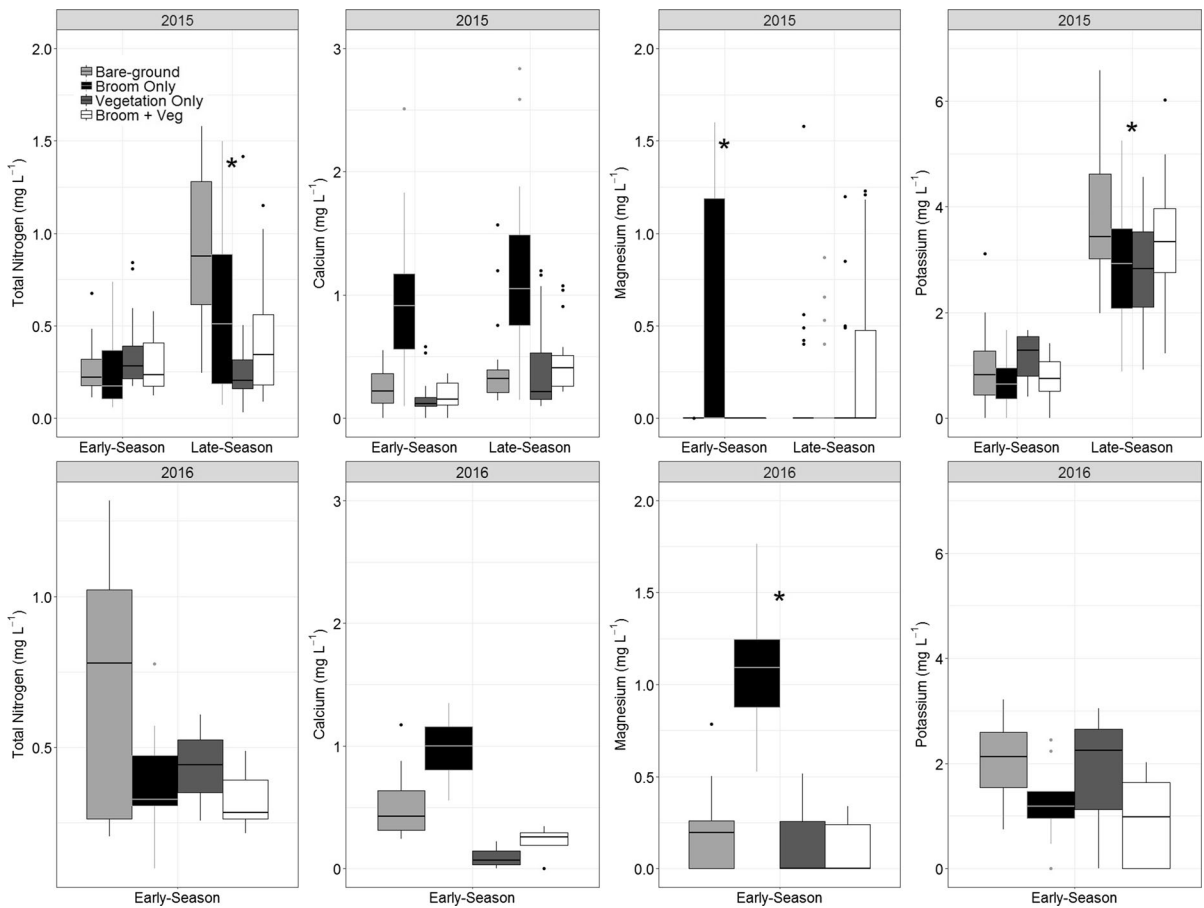 2015
Total Nitrogen (mg L⁻¹)
2.0
1.5
1.0
0.5
0.0
Bare-ground
Broom Only
Vegetation Only
Broom + Veg
*
Early-Season Late-Season
2015
Calcium (mg L⁻¹)
3
2
1
0
Early-Season Late-Season
2015
Magnesium (mg L⁻¹)
2.0
1.5
1.0
0.5
0.0
*
Early-Season Late-Season
2015
Potassium (mg L⁻¹)
6
4
2
0
*
Early-Season Late-Season
2016
Total Nitrogen (mg L⁻¹)
1.0
0.5
Early-Season
2016
Calcium (mg L⁻¹)
3
2
1
0
Early-Season
2016
Magnesium (mg L⁻¹)
2.0
1.5
1.0
0.5
0.0
*
Early-Season
2016
Potassium (mg L⁻¹)
6
4
2
0
Early-Season